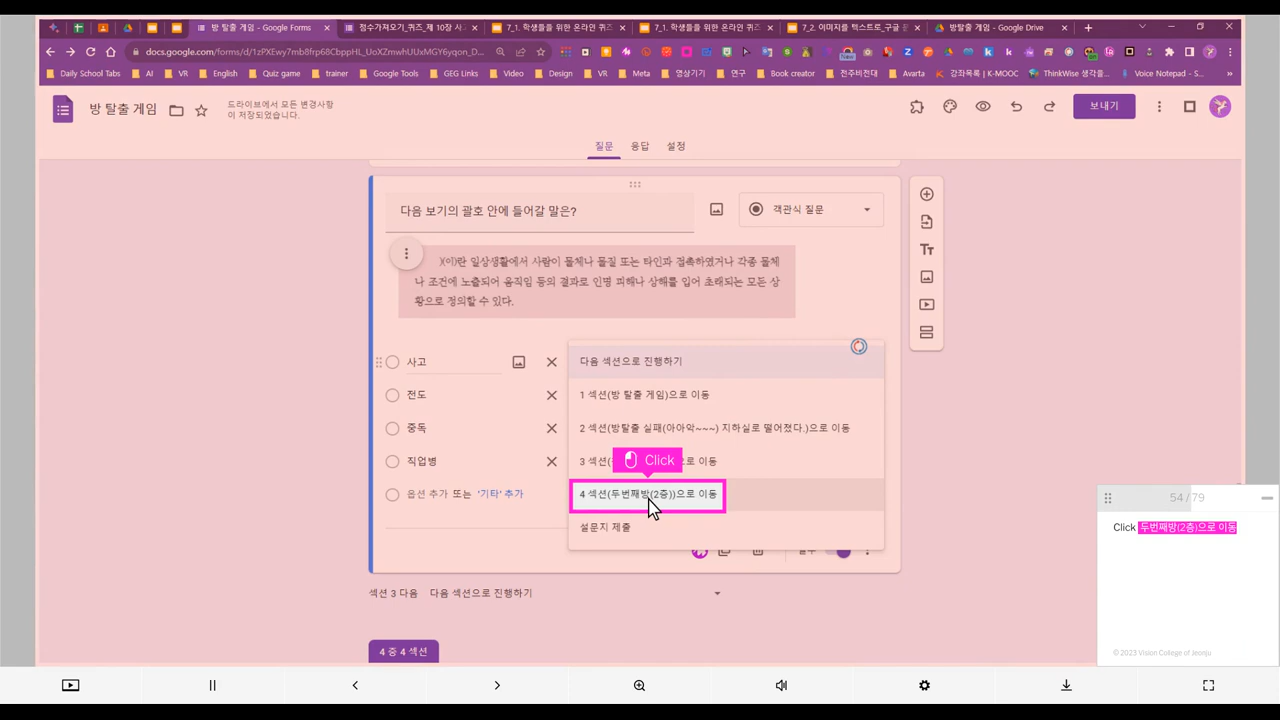 방 탈출 게임 - Google Forms
점수가져오기_퀴즈_제 10장 사
7_1. 학생들을 위한 온라인 퀴즈
7_1. 학생들을 위한 온라인 퀴즈
7_2. 이미지를 텍스트로_구글 문
방탈출 게임 - Google Drive
Daily School Tabs
AI
VR
English
Quiz game
trainer
Google Tools
GEG Links
Video
Design
VR
Meta
영상기기
연구
Book creator
전주비전대
Avarta
강좌목록 | K-MOOC
ThinkWise 생각을...
Voice Notepad - S...
방 탈출 게임
드라이브에서 모든 변경사항
이 저장되었습니다.
보내기
질문 응답 설정
다음 보기의 괄호 안에 들어갈 말은?
객관식 질문
)(이)란 일상생활에서 사람이 물체나 물질 또는 타인과 접촉하였거나 각종 물체
나 조건에 노출되어 움직임 등의 결과로 인명 피해나 상해를 입어 초래되는 모든 상
황으로 정의할 수 있다.
사고
다음 섹션으로 진행하기
전도
1 섹션(방 탈출 게임)으로 이동
중독
2 섹션(방탈출 실패(아아악~~~) 지하실로 떨어졌다.)으로 이동
Click
직업병
3 섹션( 으로 이동
옵션 추가 또는 '기타' 추가
4 섹션(두번째방(2층))으로 이동
설문지 제출
필수
섹션 3 다음 다음 섹션으로 진행하기
4 중 4 섹션
54 / 79
Click 두번째방(2층)으로 이동
© 2023 Vision College of Jeonju